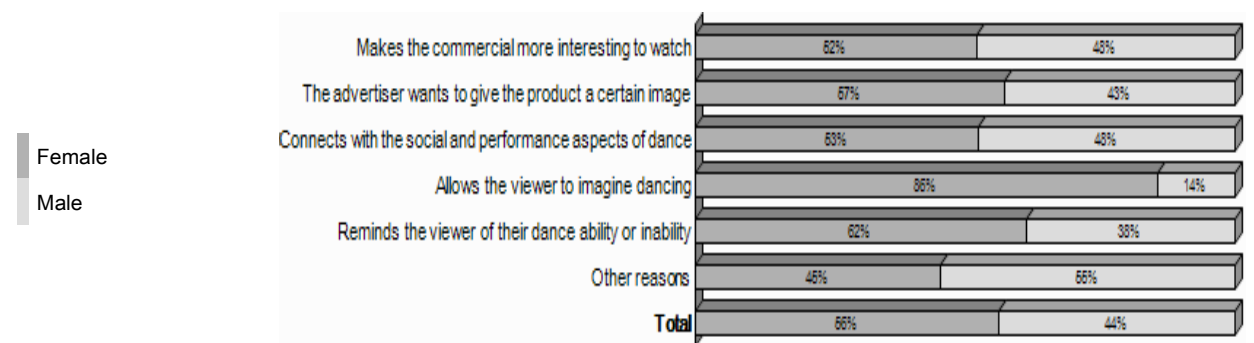 Makes the commercial more interesting to watch 52% 48%
The advertiser wants to give the product a certain image 57% 43%
Connects with the social and performance aspects of dance 53% 48%
Female
Allows the viewer to imagine dancing 86% 14%
Male
Reminds the viewer of their dance ability or inability 62% 38%
Other reasons 45% 55%
Total 56% 44%